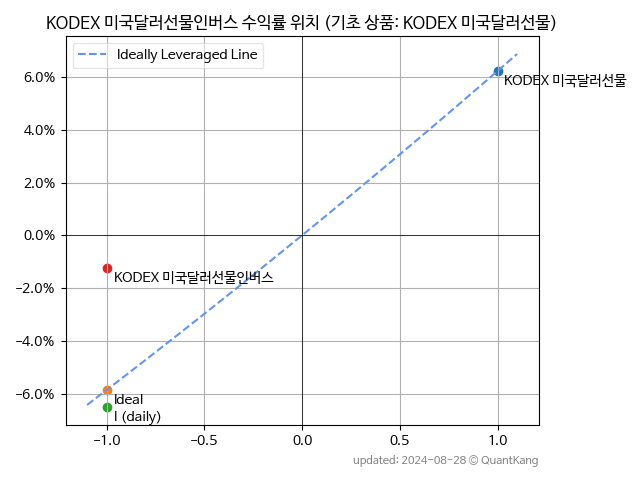 KODEX 미국달러선물인버스 수익률 위치 (기초 상품: KODEX 미국달러선물)
Ideally Leveraged Line
6.0%
KODEX 미국달러선물
4.0%
2.0%
0.0%
KODEX 미국달러선물인버스
−2.0%
−4.0%
−6.0%
Ideal
I (daily)
−1.0 −0.5 0.0 0.5 1.0
updated: 2024-08-28 © QuantKang